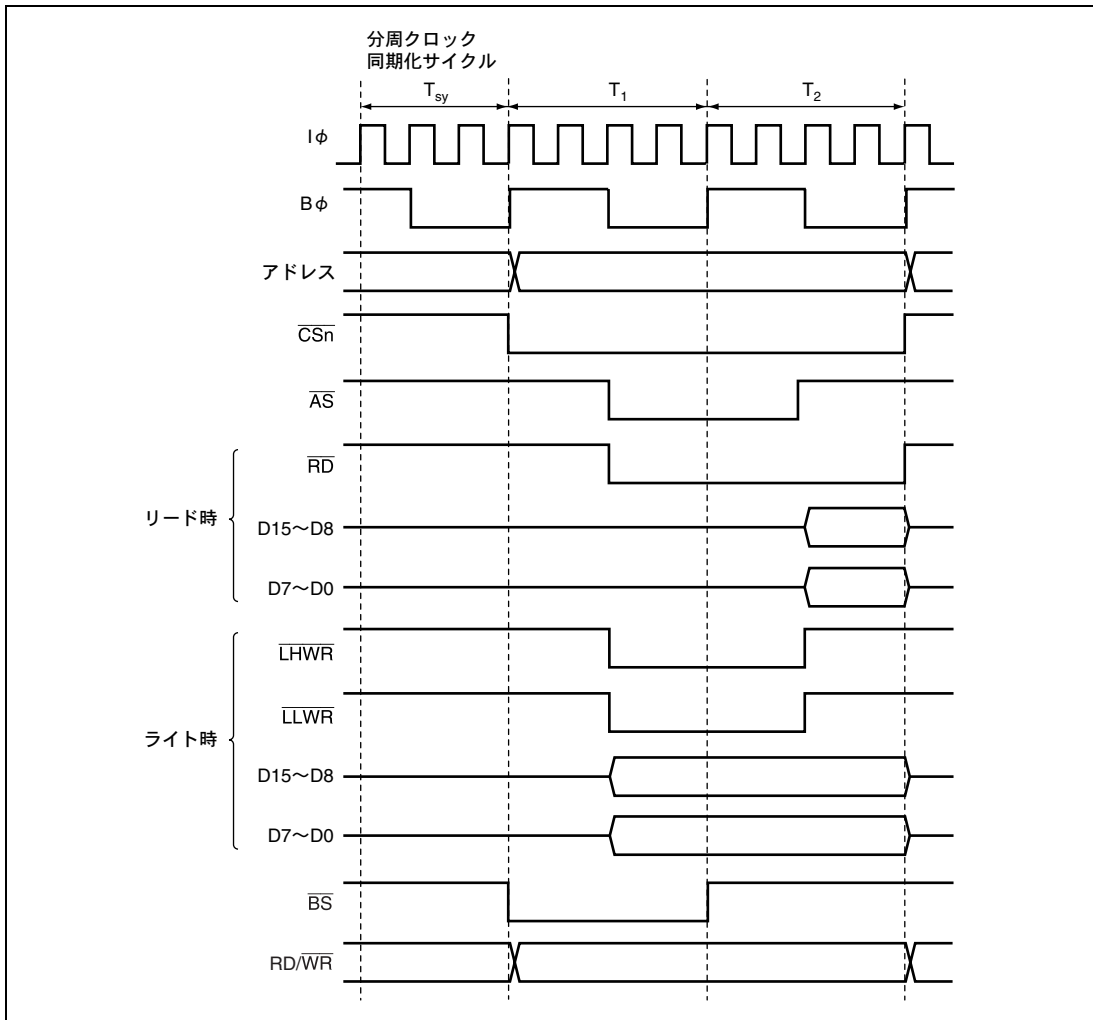 分周クロック
同期化サイクル
Tsy T1 T2
Iφ
Bφ
アドレス
CSn
AS
RD
リード時
D15～D8
D7～D0
LHWR
LLWR
ライト時
D15～D8
D7～D0
BS
RD/WR